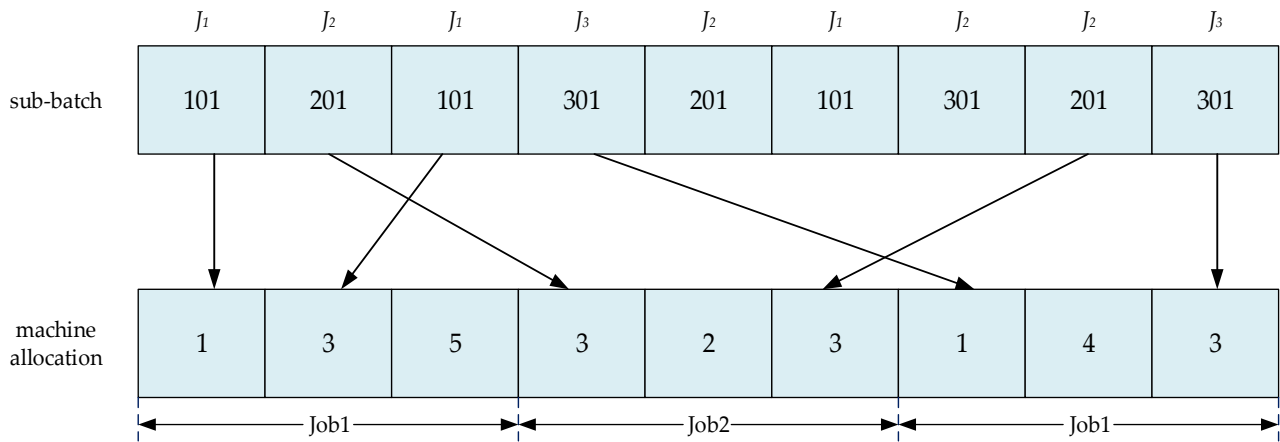 J1 J2 J1 J3 J2 J1 J2 J2 J3
sub-batch 101 201 101 301 201 101 301 201 301
machine
allocation
1 3 5 3 2 3 1 4 3
Job1 Job2 Job1